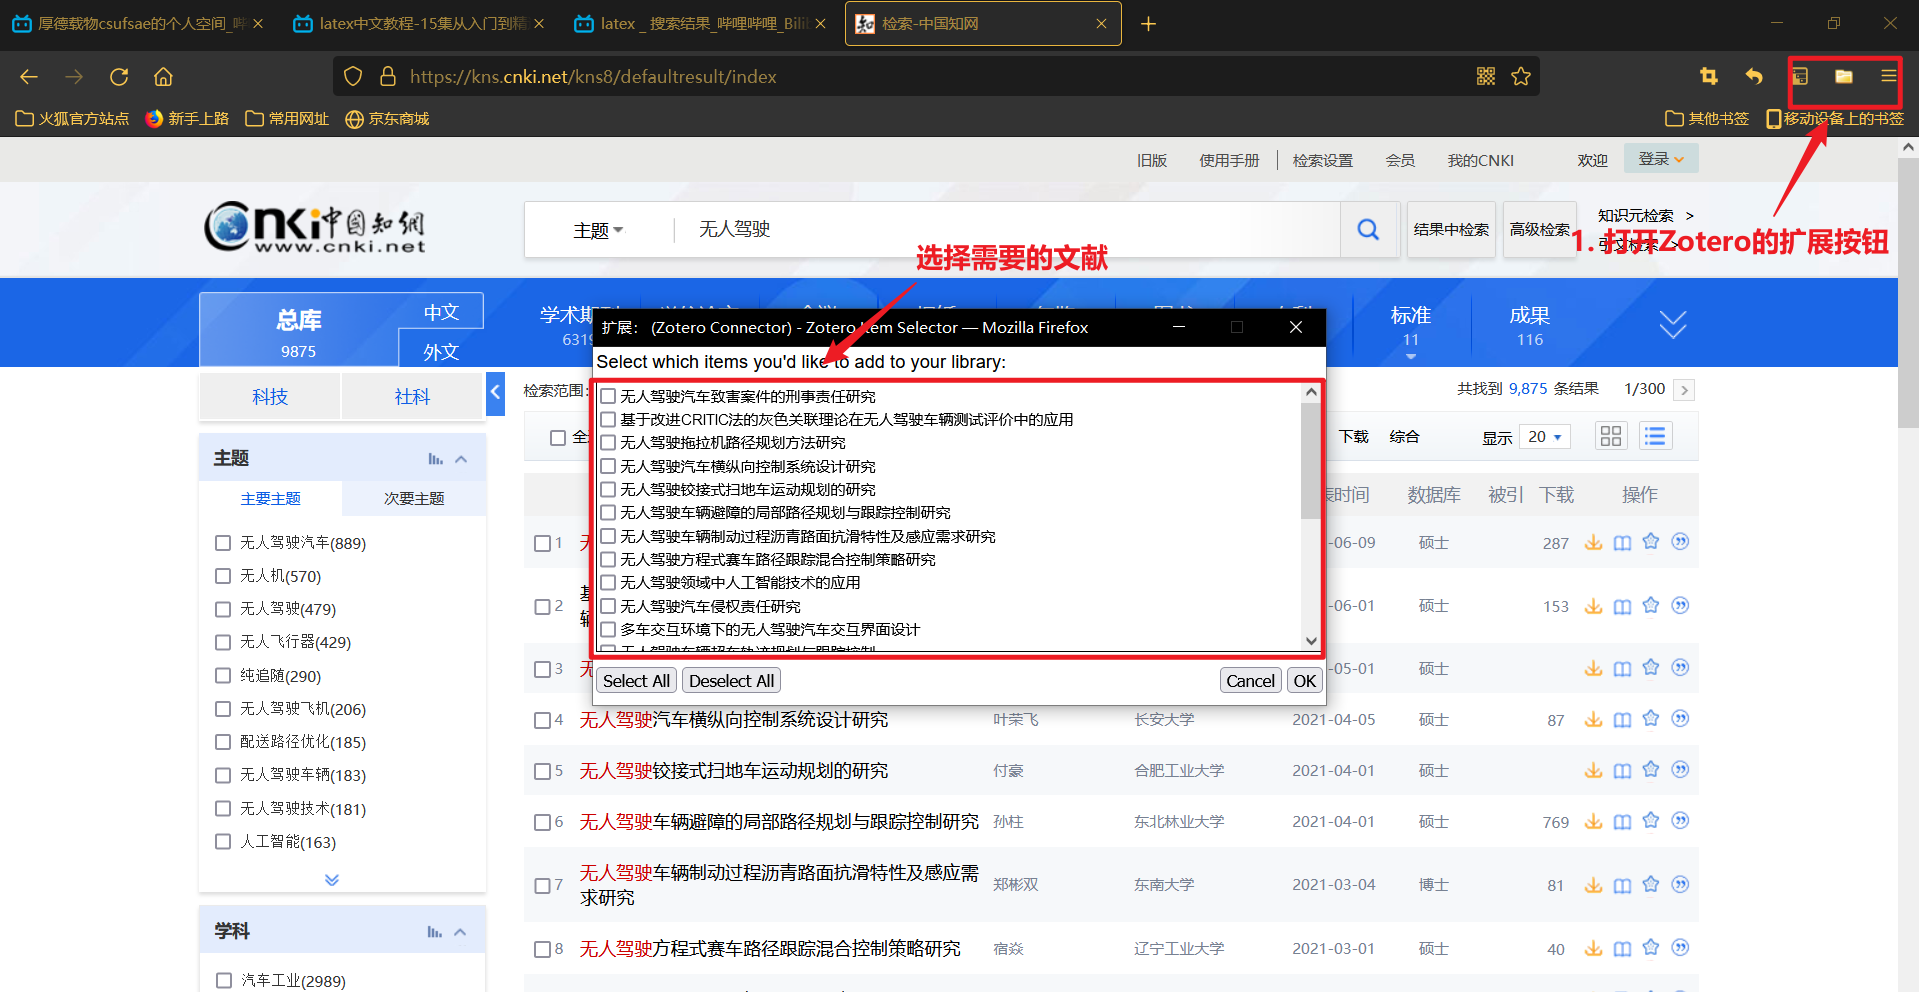 厚德载物csufsae的个人空间_哔
latex中文教程-15集从入门到精
latex _ 搜索结果_哔哩哔哩_Bili
检索-中国知网
https://kns.cnki.net/kns8/defaultresult/index
火狐官方站点
新手上路
常用网址
京东商城
其他书签
移动设备上的书签
旧版
使用手册
检索设置
会员
我的CNKI
欢迎
登录
Cnki中国知网
www.cnki.net
主题
无人驾驶
结果中检索
高级检索
知识元检索 >
引文检索 >
1. 打开Zotero的扩展按钮
选择需要的文献
总库
9875
中文
外文
学术期刊
标准
11
成果
116
扩展： (Zotero Connector) - Zotero Item Selector — Mozilla Firefox
Select which items you'd like to add to your library:
无人驾驶汽车致害案件的刑事责任研究
基于改进CRITIC法的灰色关联理论在无人驾驶车辆测试评价中的应用
无人驾驶拖拉机路径规划方法研究
无人驾驶汽车横纵向控制系统设计研究
无人驾驶铰接式扫地车运动规划的研究
无人驾驶车辆避障的局部路径规划与跟踪控制研究
无人驾驶车辆制动过程沥青路面抗滑特性及感应需求研究
无人驾驶方程式赛车路径跟踪混合控制策略研究
无人驾驶领域中人工智能技术的应用
无人驾驶汽车侵权责任研究
多车交互环境下的无人驾驶汽车交互界面设计
无人驾驶车辆超车轨迹规划与跟踪控制
Select All
Deselect All
Cancel
OK
科技
社科
检索范围:
共找到 9,875 条结果
1/300
下载
综合
显示
20
主题
主要主题
次要主题
无人驾驶汽车(889)
无人机(570)
无人驾驶(479)
无人飞行器(429)
纯追随(290)
无人驾驶飞机(206)
配送路径优化(185)
无人驾驶车辆(183)
无人驾驶技术(181)
人工智能(163)
学科
汽车工业(2989)
时间
数据库
被引
下载
操作
1
-06-09
硕士
287
2
-06-01
硕士
153
3
-05-01
硕士
4
无人驾驶汽车横纵向控制系统设计研究
叶荣飞
长安大学
2021-04-05
硕士
87
5
无人驾驶铰接式扫地车运动规划的研究
付豪
合肥工业大学
2021-04-01
硕士
6
无人驾驶车辆避障的局部路径规划与跟踪控制研究
孙柱
东北林业大学
2021-04-01
硕士
769
7
无人驾驶车辆制动过程沥青路面抗滑特性及感应需
求研究
郑彬双
东南大学
2021-03-04
博士
81
8
无人驾驶方程式赛车路径跟踪混合控制策略研究
宿焱
辽宁工业大学
2021-03-01
硕士
40